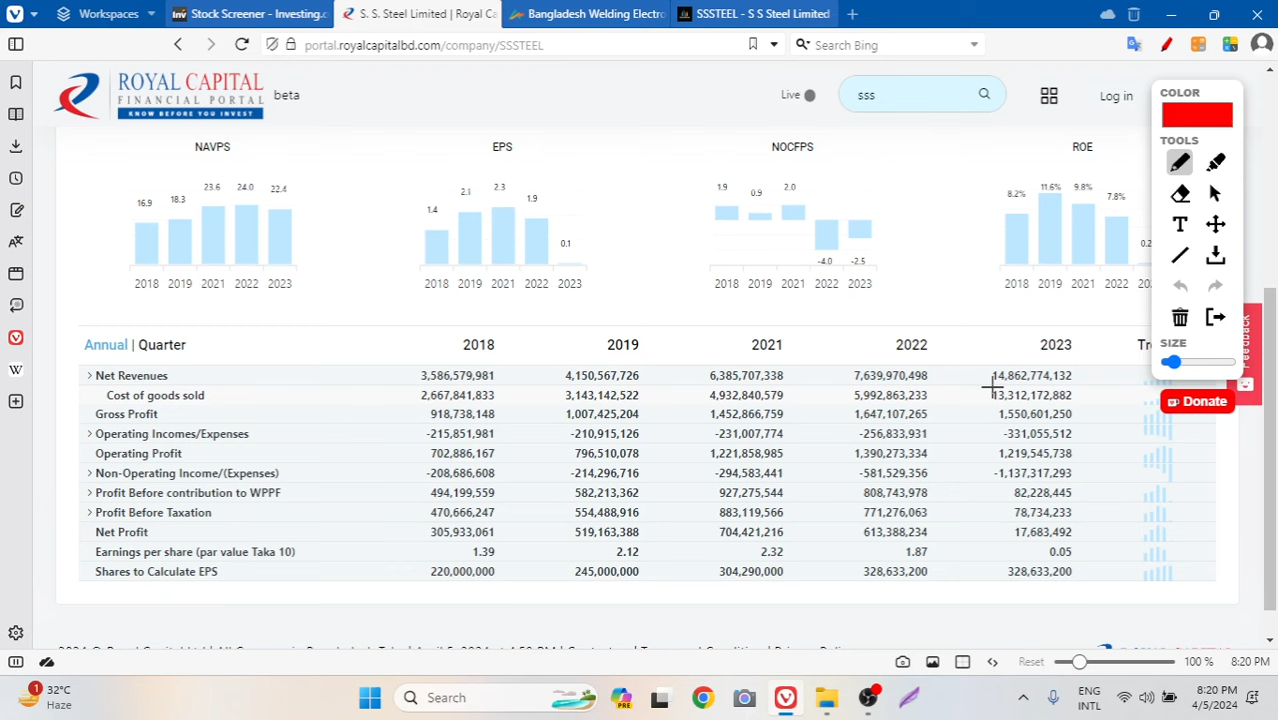 Workspaces
Stock Screener - Investing.c
S. S. Steel Limited | Royal Ca
Bangladesh Welding Electro
SSSTEEL - S S Steel Limited
portal.royalcapitalbd.com/company/SSSTEEL
Search Bing
ROYAL CAPITAL
FINANCIAL PORTAL
KNOW BEFORE YOU INVEST
beta
Live
sss
Log in
COLOR
TOOLS
SIZE
Donate
Feedback
NAVPS EPS NOCFPS ROE
16.9 18.3 23.6 24.0 22.4
1.4 2.1 2.3 1.9 0.1
1.9 0.9 2.0 -4.0 -2.5
8.2% 11.6% 9.8% 7.8% 0.2
2018 2019 2021 2022 2023
2018 2019 2021 2022 2023
2018 2019 2021 2022 2023
2018 2019 2021 2022 2023
Annual | Quarter 2018 2019 2021 2022 2023
Net Revenues 3,586,579,981 4,150,567,726 6,385,707,338 7,639,970,498 14,862,774,132
Cost of goods sold 2,667,841,833 3,143,142,522 4,932,840,579 5,992,863,233 13,312,172,882
Gross Profit 918,738,148 1,007,425,204 1,452,866,759 1,647,107,265 1,550,601,250
Operating Incomes/Expenses -215,851,981 -210,915,126 -231,007,774 -256,833,931 -331,055,512
Operating Profit 702,886,167 796,510,078 1,221,858,985 1,390,273,334 1,219,545,738
Non-Operating Income/(Expenses) -208,686,608 -214,296,716 -294,583,441 -581,529,356 -1,137,317,293
Profit Before contribution to WPPF 494,199,559 582,213,362 927,275,544 808,743,978 82,228,445
Profit Before Taxation 470,666,247 554,488,916 883,119,566 771,276,063 78,734,233
Net Profit 305,933,061 519,163,388 704,421,216 613,388,234 17,683,492
Earnings per share (par value Taka 10) 1.39 2.12 2.32 1.87 0.05
Shares to Calculate EPS 220,000,000 245,000,000 304,290,000 328,633,200 328,633,200
Reset
100 %
8:20 PM
1
32°C
Haze
Search
PRE
ENG
INTL
8:20 PM
4/5/2024